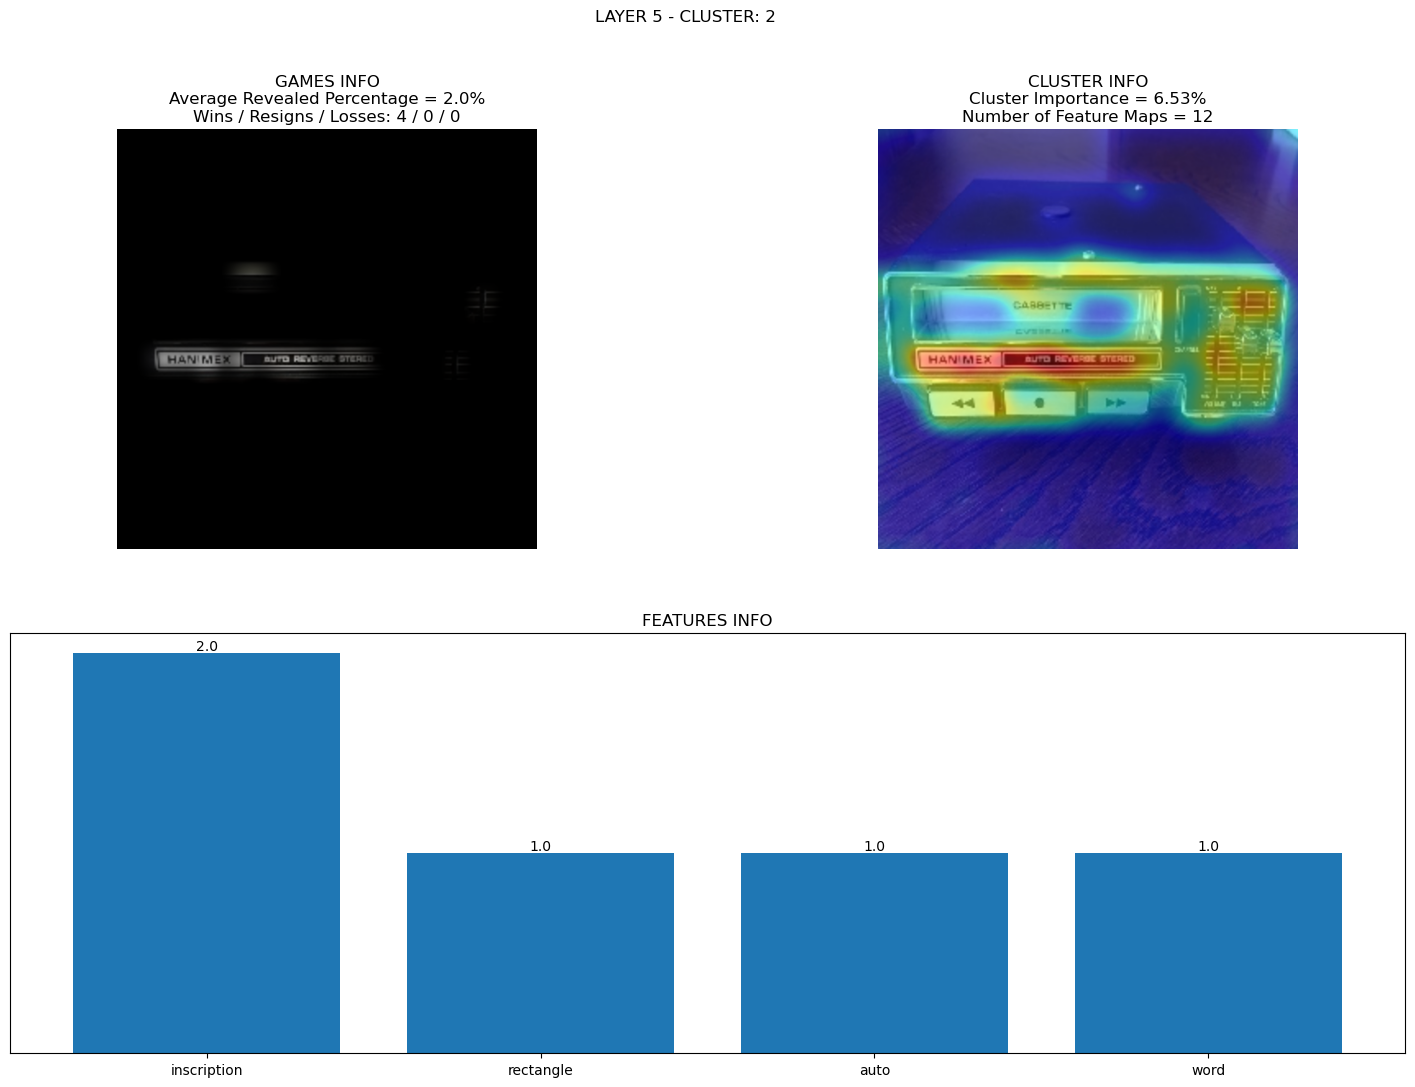 LAYER 5 - CLUSTER: 2
GAMES INFO
Average Revealed Percentage = 2.0%
Wins / Resigns / Losses: 4 / 0 / 0
HANIMEX AUTO REVERSE STEREO
CLUSTER INFO
Cluster Importance = 6.53%
Number of Feature Maps = 12
CASSETTE
HANIMEX AUTO REVERSE STEREO
FEATURES INFO
2.0
1.0
1.0
1.0
inscription
rectangle
auto
word